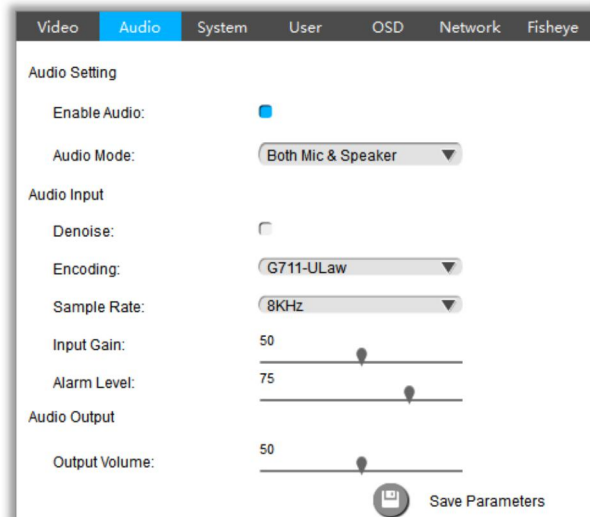 Video Audio System User OSD Network Fisheye
Audio Setting
Enable Audio:
Audio Mode: Both Mic & Speaker
Audio Input
Denoise:
Encoding: G711-ULaw
Sample Rate: 8KHz
Input Gain: 50
Alarm Level: 75
Audio Output
Output Volume: 50
Save Parameters